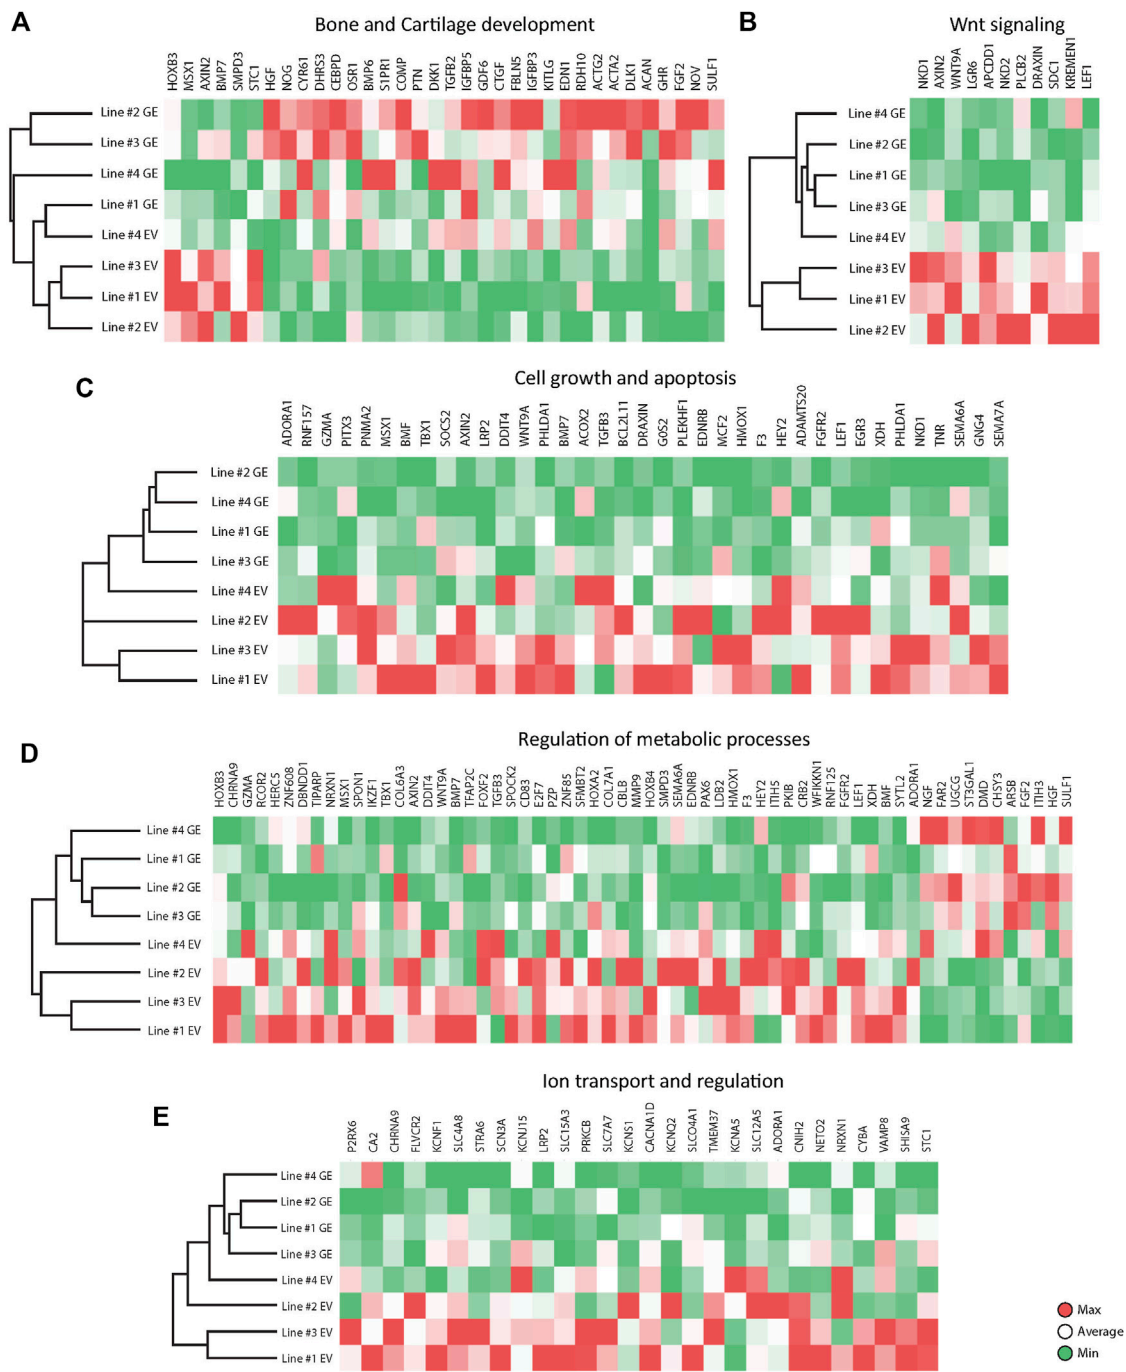 A
Bone and Cartilage development
HOXB3 MSX1 AXIN2 BMP7 SMPD3 STC1 HGF NOG CYR61 DHRS3 CEBPD OSR1 BMP6 S1PR1 COMP PTN DKK1 TGFB2 IGFBP5 GDF6 CTGF FBLN5 IGFBP3 KITLG EDN1 RDH10 ACTG2 ACTA2 DLK1 ACAN GHR FGF2 NOV SULF1
Line #2 GE
Line #3 GE
Line #4 GE
Line #1 GE
Line #4 EV
Line #3 EV
Line #1 EV
Line #2 EV
B
Wnt signaling
NKD1 AXIN2 WNT9A LGR6 APCDD1 NKD2 PLCB2 DRAXIN SDC1 KREMEN1 LEF1
Line #4 GE
Line #2 GE
Line #1 GE
Line #3 GE
Line #4 EV
Line #3 EV
Line #1 EV
Line #2 EV
C
Cell growth and apoptosis
ADORA1 RNF157 GZMA PITX3 PNMA2 MSX1 BMF TBX1 SOCS2 AXIN2 LRP2 DDIT4 WNT9A PHLDA1 BMP7 ACOX2 TGFB3 BCL2L11 DRAXIN G0S2 PLEKHF1 EDNRB MCF2 HMOX1 F3 HEY2 ADAMTS20 FGFR2 LEF1 EGR3 XDH PHLDA1 NKD1 TNR SEMA6A GNG4 SEMA7A
Line #2 GE
Line #4 GE
Line #1 GE
Line #3 GE
Line #4 EV
Line #2 EV
Line #3 EV
Line #1 EV
D
Regulation of metabolic processes
HOXB3 CHRNA9 GZMA RCOR2 HERC5 ZNF608 DBNDD1 TIPARP NRXN1 MSX1 SPON1 IKZF1 TBX1 COL6A3 AXIN2 DDIT4 WNT9A BMP7 TFAP2C FOXF2 TGFB3 SPOCK2 CD83 E2F7 PZP ZNF85 SFMBT2 HOXA2 COL7A1 CBLB MMP9 HOXB4 SMPD3 SEMA6A EDNRB PAX6 LDB2 HMOX1 F3 HEY2 ITIH5 PKIB CRB2 WFIKKN1 RNF125 FGFR2 LEF1 XDH BMF SYTL2 ADORA1 NGF FAR2 UGCG ST3GAL1 DMD CHSY3 ARSB FGF2 ITIH3 HGF SULF1
Line #4 GE
Line #1 GE
Line #2 GE
Line #3 GE
Line #4 EV
Line #2 EV
Line #3 EV
Line #1 EV
E
Ion transport and regulation
P2RX6 CA2 CHRNA9 FLVCR2 KCNF1 SLC4A8 STRA6 SCN3A KCNJ15 LRP2 SLC15A3 PRKCB SLC7A7 KCNS1 CACNA1D KCNQ2 SLCO4A1 TMEM37 KCNA5 SLC12A5 ADORA1 CNIH2 NETO2 NRXN1 CYBA VAMP8 SHISA9 STC1
Line #4 GE
Line #2 GE
Line #1 GE
Line #3 GE
Line #4 EV
Line #2 EV
Line #3 EV
Line #1 EV
Max
Average
Min